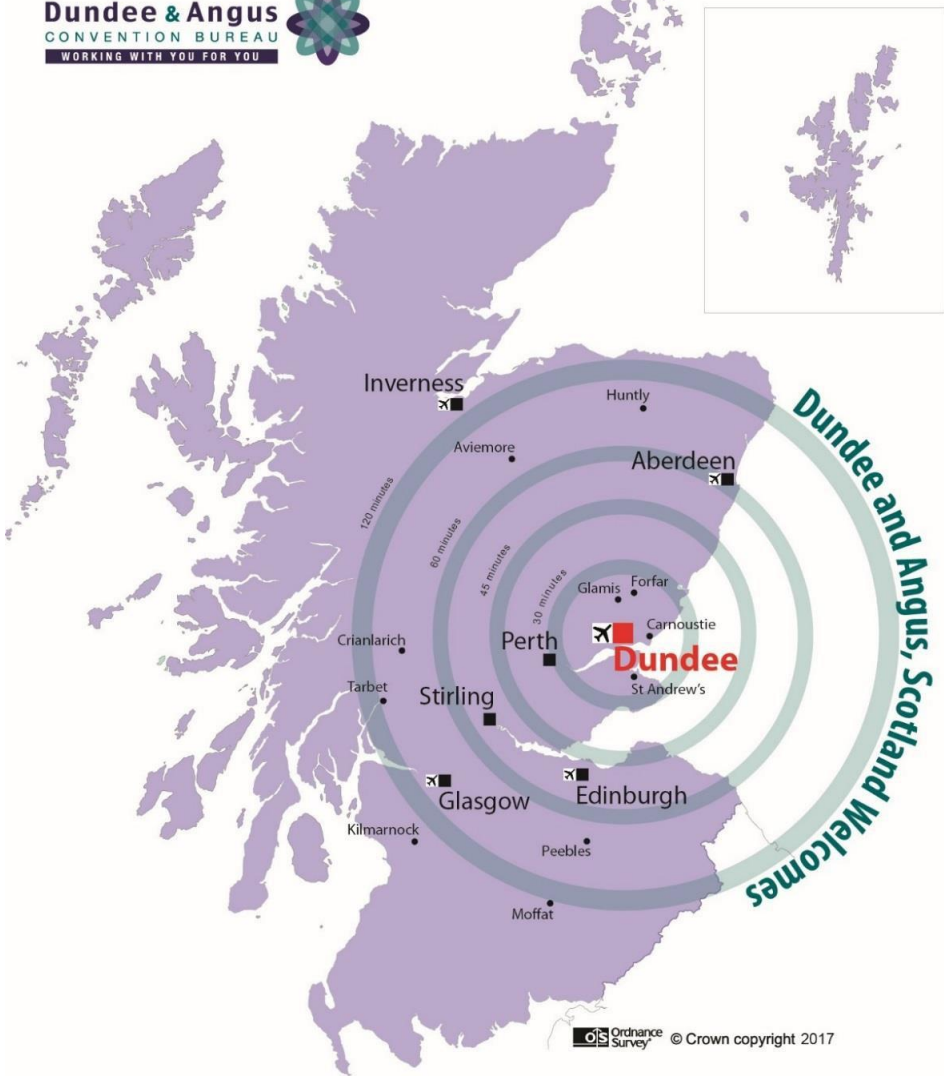 Dundee & Angus
CONVENTION BUREAU
WORKING WITH YOU FOR YOU
Inverness
Huntly
Aviemore
Aberdeen
120 minutes
60 minutes
45 minutes
30 minutes
Glamis
Forfar
Carnoustie
Perth
Dundee
Crianlarich
St Andrew's
Tarbet
Stirling
Glasgow
Edinburgh
Kilmarnock
Peebles
Moffat
Dundee and Angus, Scotland Welcomes
OS Ordnance
Survey
© Crown copyright 2017